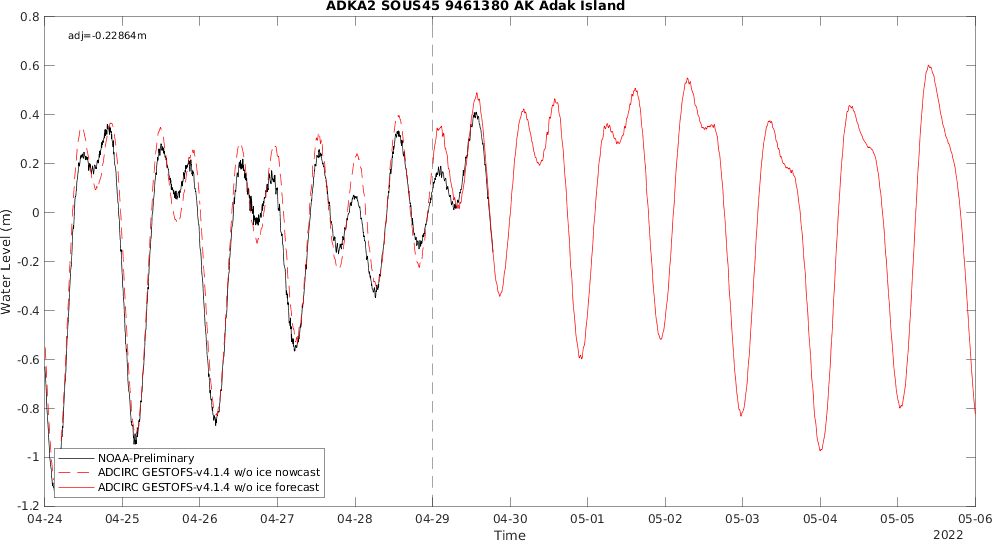 ADKA2 SOUS45 9461380 AK Adak Island
adj=-0.22864m
0.8
0.6
0.4
0.2
0
-0.2
-0.4
-0.6
-0.8
-1
-1.2
Water Level (m)
NOAA-Preliminary
ADCIRC GESTOFS-v4.1.4 w/o ice nowcast
ADCIRC GESTOFS-v4.1.4 w/o ice forecast
04-24 04-25 04-26 04-27 04-28 04-29 04-30 05-01 05-02 05-03 05-04 05-05 05-06
Time
2022